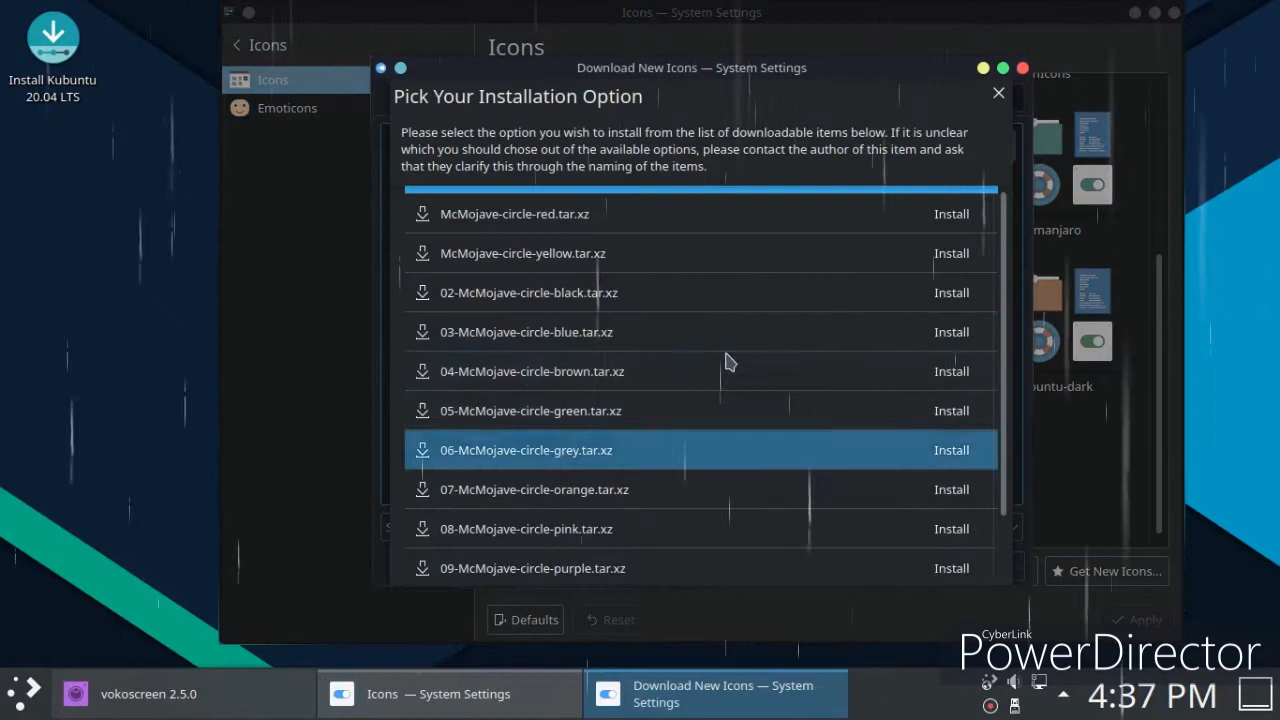 Icons — System Settings
Install Kubuntu
20.04 LTS
Icons
Icons
Emoticons
Icons
Download New Icons — System Settings
Pick Your Installation Option
Please select the option you wish to install from the list of downloadable items below. If it is unclear
which you should chose out of the available options, please contact the author of this item and ask
that they clarify this through the naming of the items.
McMojave-circle-red.tar.xz Install
McMojave-circle-yellow.tar.xz Install
02-McMojave-circle-black.tar.xz Install
03-McMojave-circle-blue.tar.xz Install
04-McMojave-circle-brown.tar.xz Install
05-McMojave-circle-green.tar.xz Install
06-McMojave-circle-grey.tar.xz Install
07-McMojave-circle-orange.tar.xz Install
08-McMojave-circle-pink.tar.xz Install
09-McMojave-circle-purple.tar.xz Install
manjaro
untu-dark
Get New Icons...
Defaults
Reset
Apply
CyberLink
PowerDirector
vokoscreen 2.5.0
Icons — System Settings
Download New Icons — System
Settings
4:37 PM